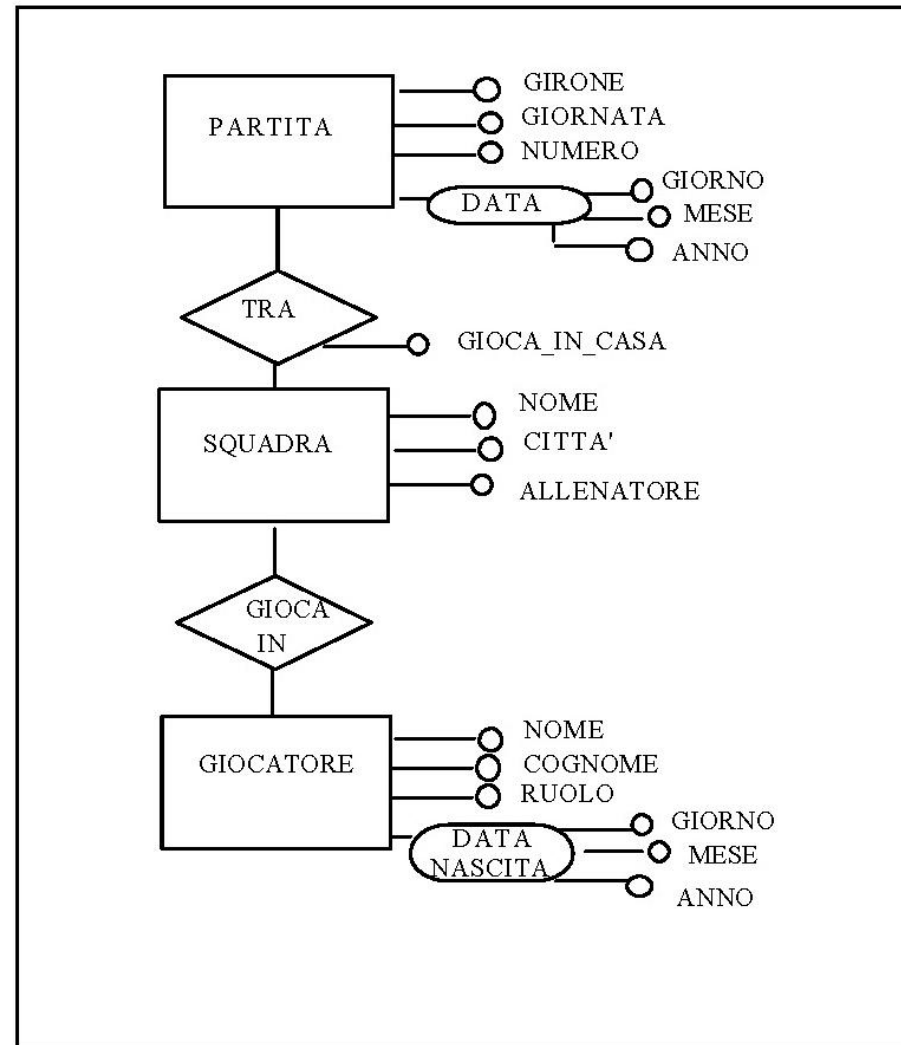 PARTITA
GIRONE
GIORNATA
NUMERO
DATA
GIORNO
MESE
ANNO
TRA
GIOCA_IN_CASA
SQUADRA
NOME
CITTA'
ALLENATORE
GIOCA
IN
GIOCATORE
NOME
COGNOME
RUOLO
DATA
NASCITA
GIORNO
MESE
ANNO